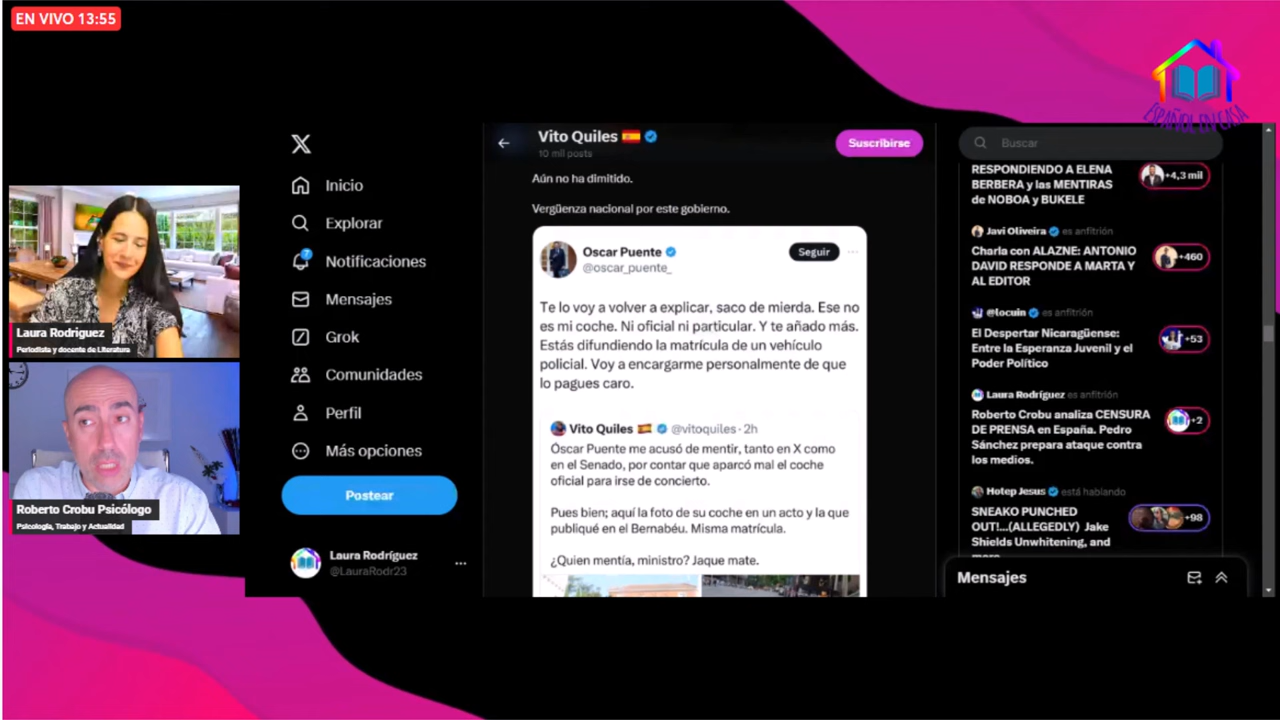 EN VIVO 13:55
ESPAÑOL EN CASA
Laura Rodriguez
Periodista y docente de Literatura
Roberto Crobu Psicólogo
Psicología, Trabajo y Actualidad
Inicio
Explorar
7
Notificaciones
Mensajes
Grok
Comunidades
Perfil
Más opciones
Postear
Laura Rodríguez
@LauraRodr23
Vito Quiles
10 mil posts
Suscribirse
Aún no ha dimitido.
Vergüenza nacional por este gobierno.
Oscar Puente
@oscar_puente_
Seguir
Te lo voy a volver a explicar, saco de mierda. Ese no
es mi coche. Ni oficial ni particular. Y te añado más.
Estás difundiendo la matrícula de un vehículo
policial. Voy a encargarme personalmente de que
lo pagues caro.
Vito Quiles @vitoquiles · 2h
Óscar Puente me acusó de mentir, tanto en X como
en el Senado, por contar que aparcó mal el coche
oficial para irse de concierto.
Pues bien; aquí la foto de su coche en un acto y la que
publiqué en el Bernabéu. Misma matrícula.
¿Quien mentía, ministro? Jaque mate.
Buscar
RESPONDIENDO A ELENA
BERBERA y las MENTIRAS
de NOBOA y BUKELE
+4,3 mil
Javi Oliveira es anfitrión
Charla con ALAZNE: ANTONIO
DAVID RESPONDE A MARTA Y
AL EDITOR
+460
@locuin es anfitrión
El Despertar Nicaragüense:
Entre la Esperanza Juvenil y el
Poder Político
+53
Laura Rodríguez es anfitrión
Roberto Crobu analiza CENSURA
DE PRENSA en España. Pedro
Sánchez prepara ataque contra
los medios.
+2
Hotep Jesus está hablando
SNEAKO PUNCHED
OUT!...(ALLEGEDLY) Jake
Shields Unwhitening, and
more
+98
Mensajes